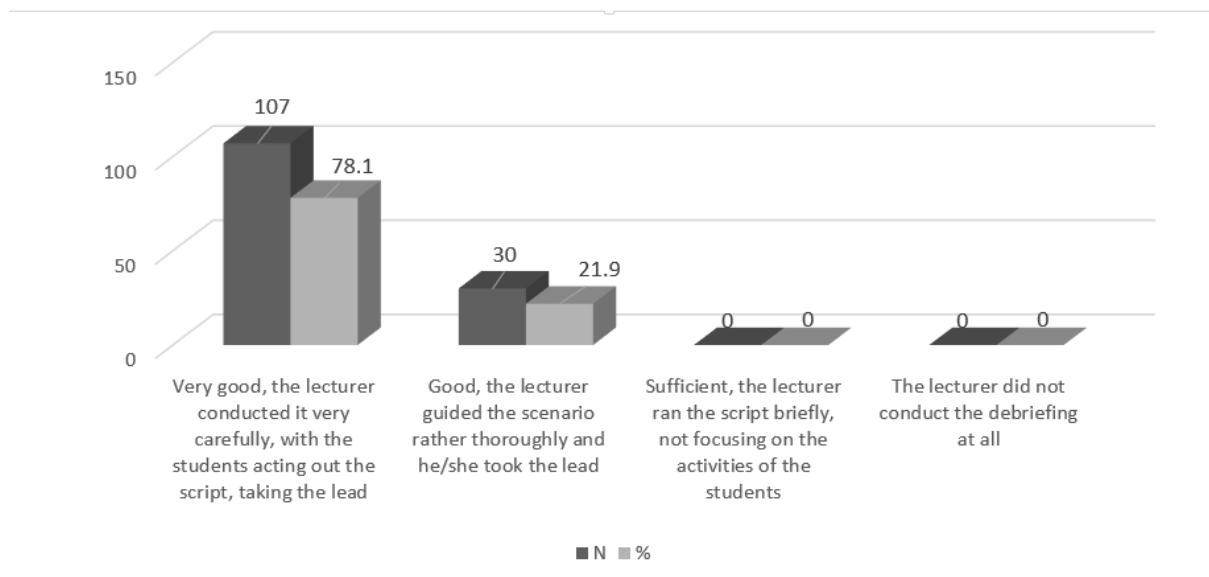 150
107
100
78.1
50
30
21.9
0
0
0
0
0
Very good, the lecturer
conducted it very
carefully, with the
students acting out the
script, taking the lead
Good, the lecturer
guided the scenario
rather thoroughly and
he/she took the lead
Sufficient, the lecturer
ran the script briefly,
not focusing on the
activities of the
students
The lecturer did not
conduct the debriefing
at all
N %